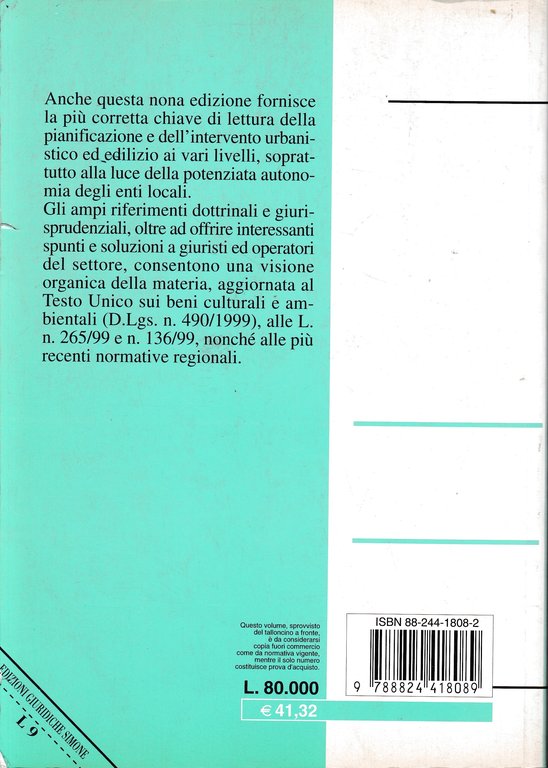 Anche questa nona edizione fornisce
la più corretta chiave di lettura della
pianificazione e dell'intervento urbani-
stico ed edilizio ai vari livelli, soprat-
tutto alla luce della potenziata autono-
mia degli enti locali.
Gli ampi riferimenti dottrinali e giuri-
sprudenziali, oltre ad offrire interessanti
spunti e soluzioni a giuristi ed operatori
del settore, consentono una visione
organica della materia, aggiornata al
Testo Unico sui beni culturali e am-
bientali (D.Lgs. n. 490/1999), alle L.
n. 265/99 e n. 136/99, nonché alle più
recenti normative regionali.
Questo volume, sprovvisto
del talloncino a fronte,
è da considerarsi
copia fuori commercio
come da normativa vigente,
mentre il solo numero
costituisce prova d'acquisto.
L. 80.000
€ 41,32
ISBN 88-244-1808-2
9 788824 418089
EDIZIONI GIURIDICHE SIMONE
L 9